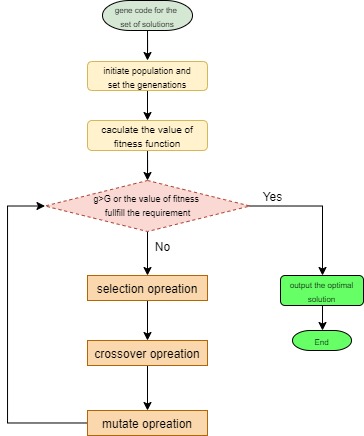 gene code for the
set of solutions
initiate population and
set the genenations
caculate the value of
fitness function
g>G or the value of fitness
fullfill the requirement
Yes
No
selection opreation
output the optimal
solution
End
crossover opreation
mutate opreation